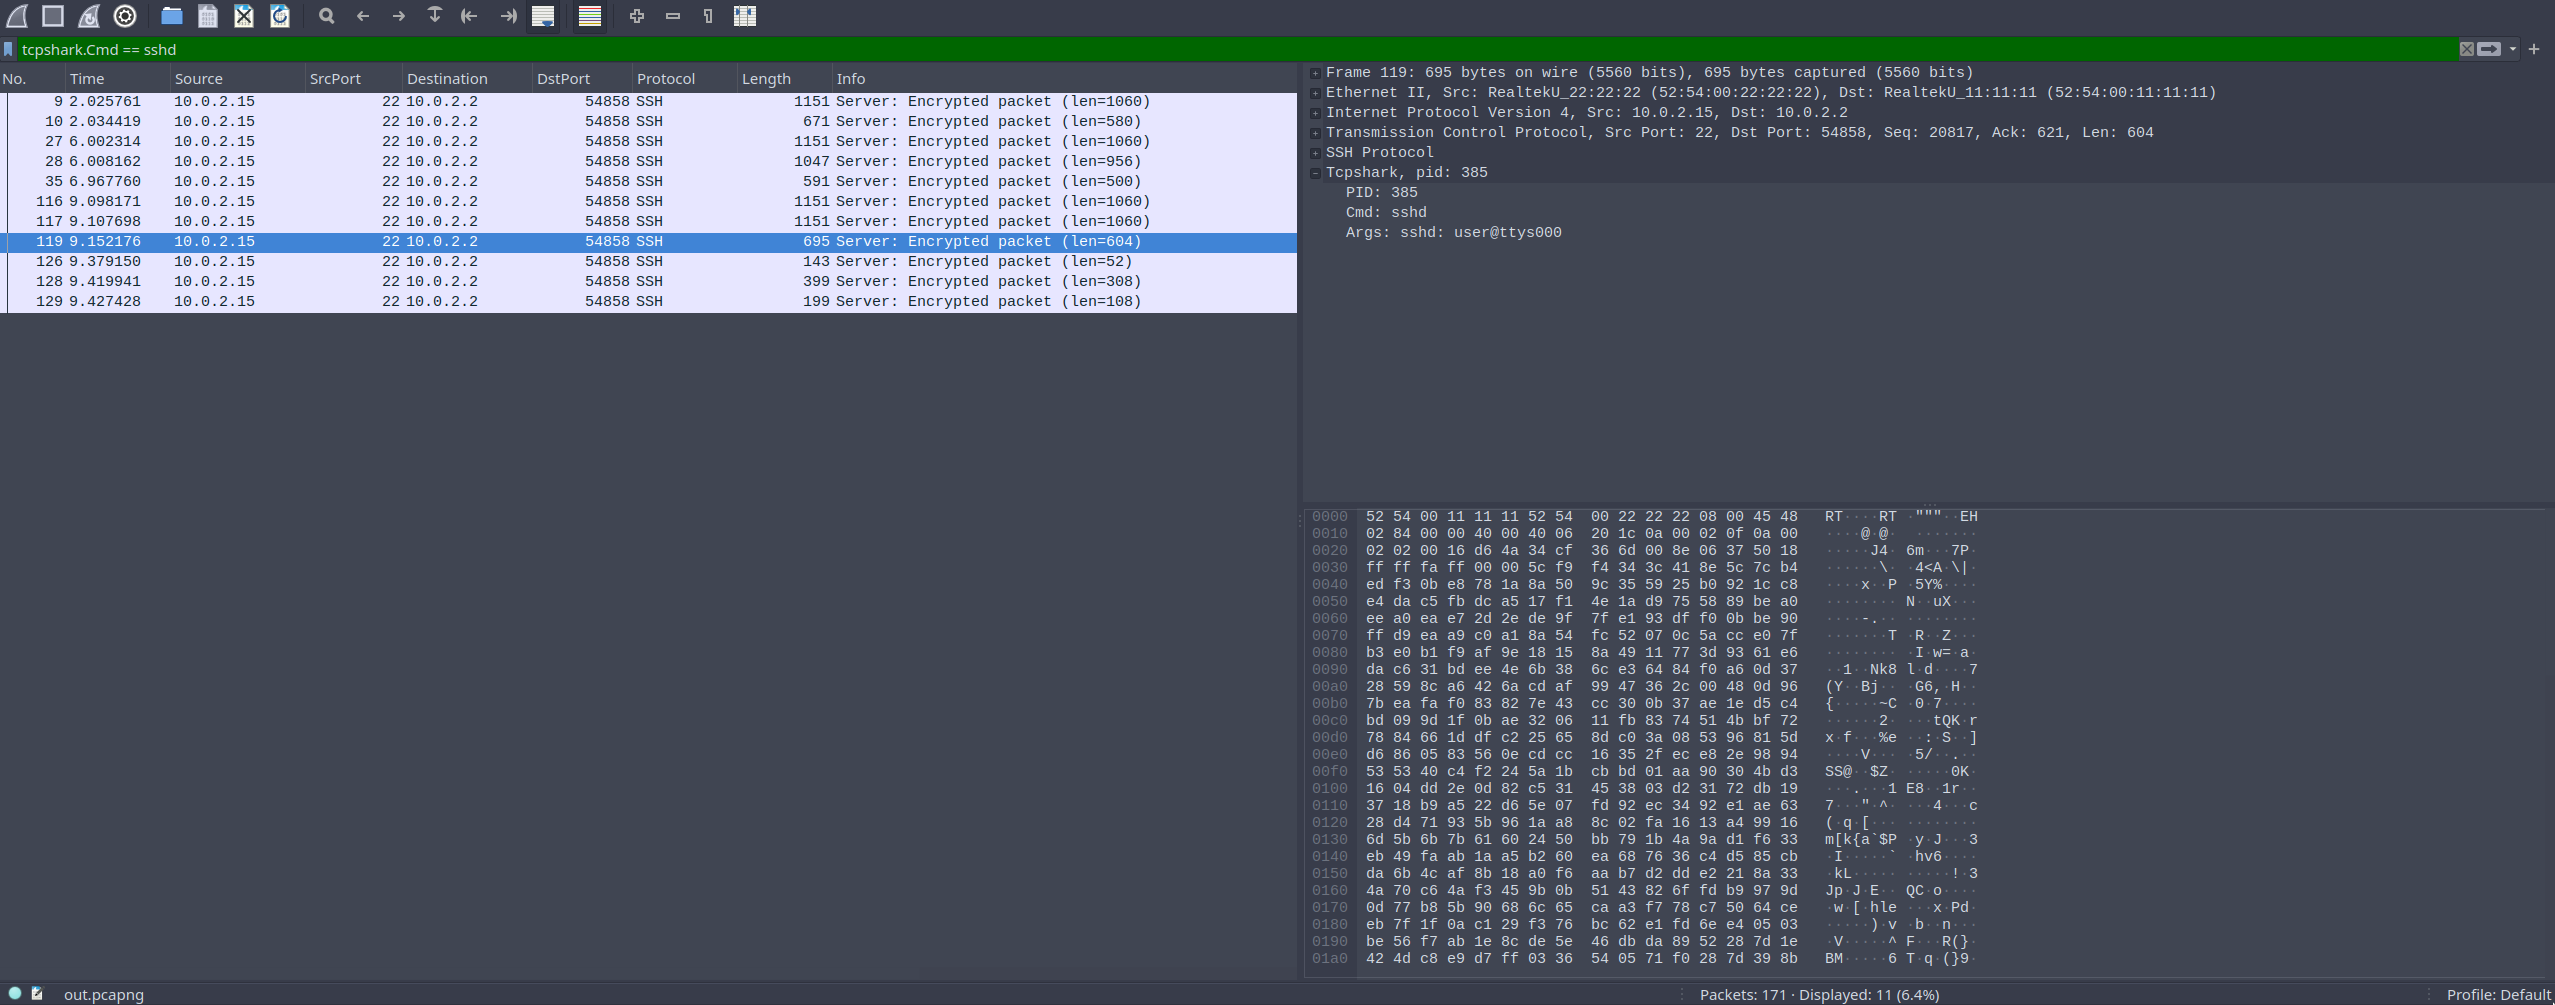 tcpshark.Cmd == sshd
No. Time Source SrcPort Destination DstPort Protocol Length Info
9 2.025761 10.0.2.15 22 10.0.2.2 54858 SSH 1151 Server: Encrypted packet (len=1060)
10 2.034419 10.0.2.15 22 10.0.2.2 54858 SSH 671 Server: Encrypted packet (len=580)
27 6.002314 10.0.2.15 22 10.0.2.2 54858 SSH 1151 Server: Encrypted packet (len=1060)
28 6.008162 10.0.2.15 22 10.0.2.2 54858 SSH 1047 Server: Encrypted packet (len=956)
35 6.967760 10.0.2.15 22 10.0.2.2 54858 SSH 591 Server: Encrypted packet (len=500)
116 9.098171 10.0.2.15 22 10.0.2.2 54858 SSH 1151 Server: Encrypted packet (len=1060)
117 9.107698 10.0.2.15 22 10.0.2.2 54858 SSH 1151 Server: Encrypted packet (len=1060)
119 9.152176 10.0.2.15 22 10.0.2.2 54858 SSH 695 Server: Encrypted packet (len=604)
126 9.379150 10.0.2.15 22 10.0.2.2 54858 SSH 143 Server: Encrypted packet (len=52)
128 9.419941 10.0.2.15 22 10.0.2.2 54858 SSH 399 Server: Encrypted packet (len=308)
129 9.427428 10.0.2.15 22 10.0.2.2 54858 SSH 199 Server: Encrypted packet (len=108)
Frame 119: 695 bytes on wire (5560 bits), 695 bytes captured (5560 bits)
Ethernet II, Src: RealtekU_22:22:22 (52:54:00:22:22:22), Dst: RealtekU_11:11:11 (52:54:00:11:11:11)
Internet Protocol Version 4, Src: 10.0.2.15, Dst: 10.0.2.2
Transmission Control Protocol, Src Port: 22, Dst Port: 54858, Seq: 20817, Ack: 621, Len: 604
SSH Protocol
Tcpshark, pid: 385
PID: 385
Cmd: sshd
Args: sshd: user@ttys000
0000 52 54 00 11 11 11 52 54 00 22 22 22 08 00 45 48 RT····RT ·"""··EH
0010 02 84 00 00 40 00 40 06 20 1c 0a 00 02 0f 0a 00 ····@·@· ·······
0020 02 02 00 16 d6 4a 34 cf 36 6d 00 8e 06 37 50 18 ·····J4· 6m···7P·
0030 ff ff fa ff 00 00 5c f9 f4 34 3c 41 8e 5c 7c b4 ······\· ·4<A·\|·
0040 ed f3 0b e8 78 1a 8a 50 9c 35 59 25 b0 92 1c c8 ····x··P ·5Y%····
0050 e4 da c5 fb dc a5 17 f1 4e 1a d9 75 58 89 be a0 ········ N··uX···
0060 ee a0 ea e7 2d 2e de 9f 7f e1 93 df f0 0b be 90 ····-.·· ········
0070 ff d9 ea a9 c0 a1 8a 54 fc 52 07 0c 5a cc e0 7f ·······T ·R··Z···
0080 b3 e0 b1 f9 af 9e 18 15 8a 49 11 77 3d 93 61 e6 ········ ·I·w=·a·
0090 da c6 31 bd ee 4e 6b 38 6c e3 64 84 f0 a6 0d 37 ··1··Nk8 l·d····7
00a0 28 59 8c a6 42 6a cd af 99 47 36 2c 00 48 0d 96 (Y··Bj·· ·G6,·H··
00b0 7b ea fa f0 83 82 7e 43 cc 30 0b 37 ae 1e d5 c4 {·····~C ·0·7····
00c0 bd 09 9d 1f 0b ae 32 06 11 fb 83 74 51 4b bf 72 ······2· ···tQK·r
00d0 78 84 66 1d df c2 25 65 8d c0 3a 08 53 96 81 5d x·f···%e ··:·S··]
00e0 d6 86 05 83 56 0e cd cc 16 35 2f ec e8 2e 98 94 ····V··· ·5/··.··
00f0 53 53 40 c4 f2 24 5a 1b cb bd 01 aa 90 30 4b d3 SS@··$Z· ·····0K·
0100 16 04 dd 2e 0d 82 c5 31 45 38 03 d2 31 72 db 19 ···.···1 E8··1r··
0110 37 18 b9 a5 22 d6 5e 07 fd 92 ec 34 92 e1 ae 63 7···"·^· ···4···c
0120 28 d4 71 93 5b 96 1a a8 8c 02 fa 16 13 a4 99 16 (·q·[··· ········
0130 6d 5b 6b 7b 61 60 24 50 bb 79 1b 4a 9a d1 f6 33 m[k{a`$P ·y·J···3
0140 eb 49 fa ab 1a a5 b2 60 ea 68 76 36 c4 d5 85 cb ·I·····` ·hv6····
0150 da 6b 4c af 8b 18 a0 f6 aa b7 d2 dd e2 21 8a 33 ·kL····· ·····!·3
0160 4a 70 c6 4a f3 45 9b 0b 51 43 82 6f fd b9 97 9d Jp·J·E·· QC·o····
0170 0d 77 b8 5b 90 68 6c 65 ca a3 f7 78 c7 50 64 ce ·w·[·hle ···x·Pd·
0180 eb 7f 1f 0a c1 29 f3 76 bc 62 e1 fd 6e e4 05 03 ·····)·v ·b··n···
0190 be 56 f7 ab 1e 8c de 5e 46 db da 89 52 28 7d 1e ·V·····^ F···R(}·
01a0 42 4d c8 e9 d7 ff 03 36 54 05 71 f0 28 7d 39 8b BM·····6 T·q·(}9·
out.pcapng
Packets: 171 · Displayed: 11 (6.4%)
Profile: Default